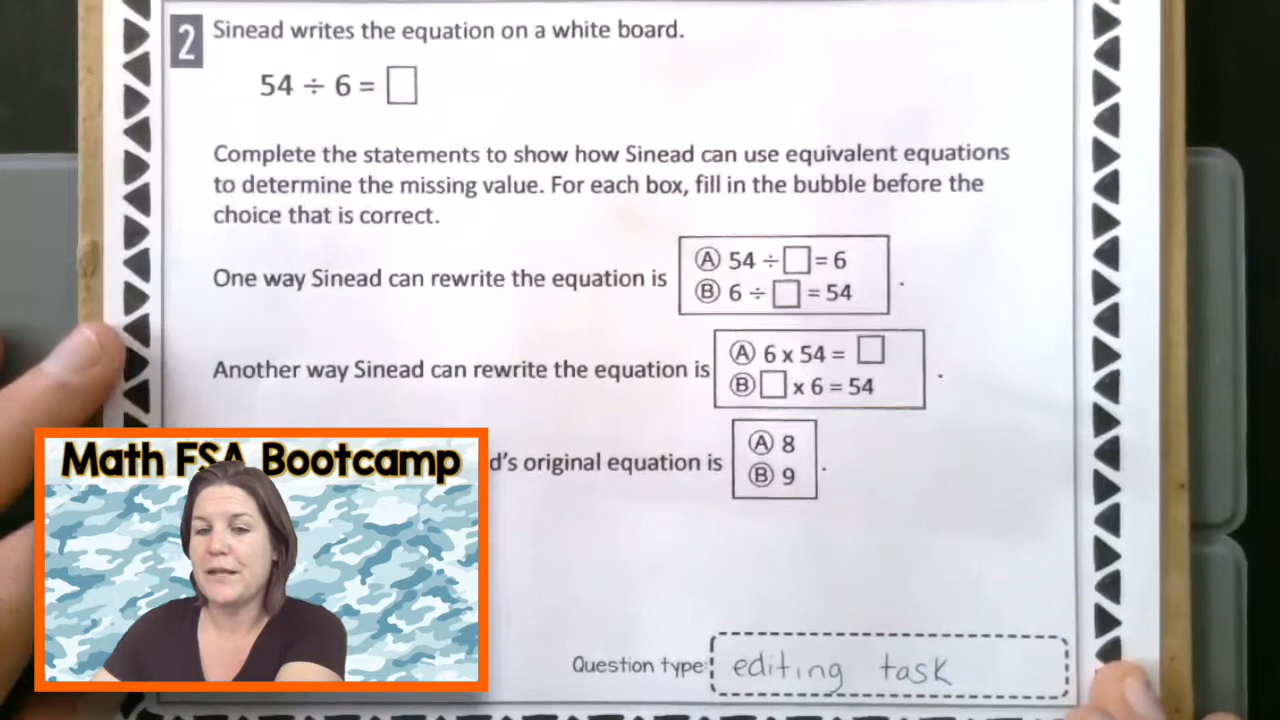 2 Sinead writes the equation on a white board.
54 ÷ 6 = □
Complete the statements to show how Sinead can use equivalent equations
to determine the missing value. For each box, fill in the bubble before the
choice that is correct.
One way Sinead can rewrite the equation is
Ⓐ 54 ÷ □ = 6
Ⓑ 6 ÷ □ = 54
.
Another way Sinead can rewrite the equation is
Ⓐ 6 x 54 = □
Ⓑ □ x 6 = 54
.
Math FSA Bootcamp
d's original equation is
Ⓐ 8
Ⓑ 9
.
Question type: editing task